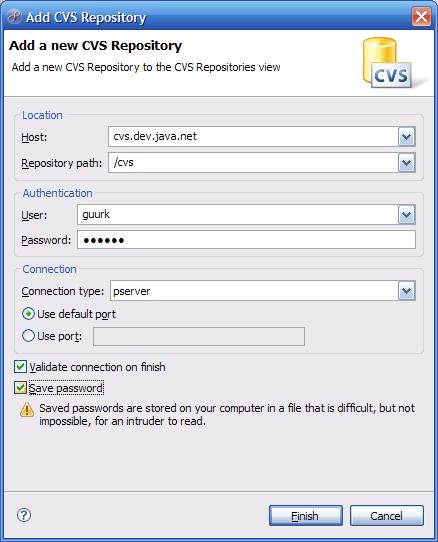 Add CVS Repository
Add a new CVS Repository
Add a new CVS Repository to the CVS Repositories view
CVS
Location
Host: cvs.dev.java.net
Repository path: /cvs
Authentication
User: guurk
Password: ●●●●●●
Connection
Connection type: pserver
Use default port
Use port:
Validate connection on finish
Save password
Saved passwords are stored on your computer in a file that is difficult, but not
impossible, for an intruder to read.
? Finish Cancel